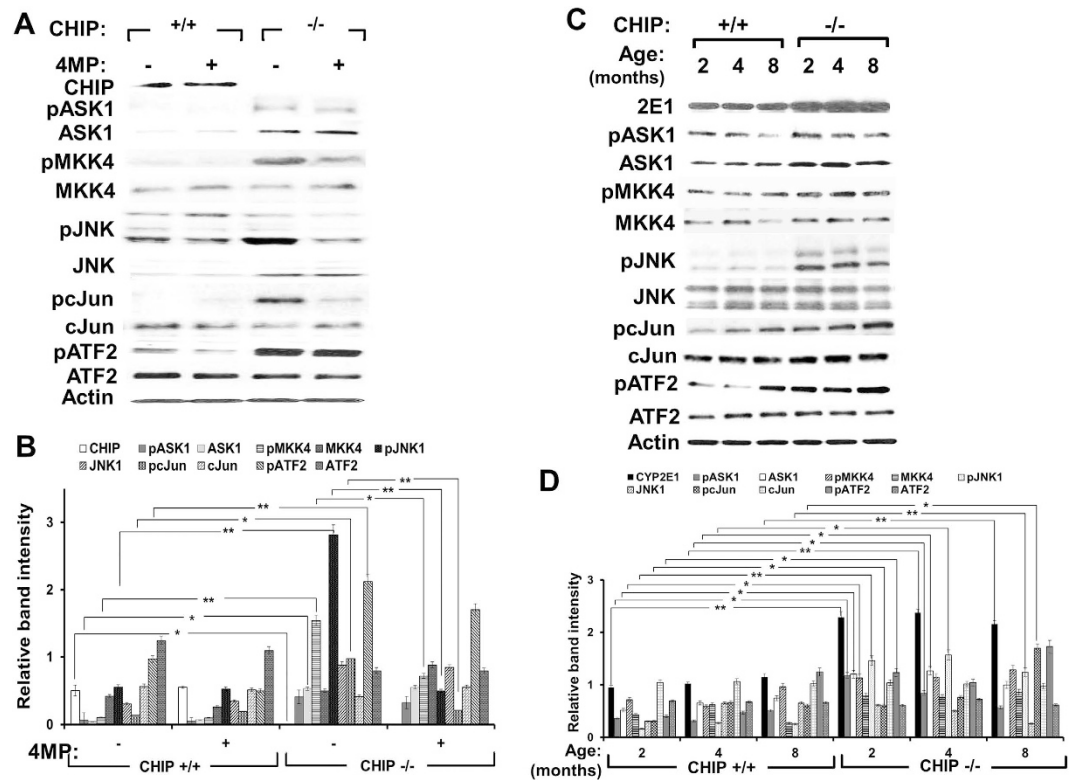 A
CHIP: +/+ -/-
4MP: - + - +
CHIP
pASK1
ASK1
pMKK4
MKK4
pJNK
JNK
pcJun
cJun
pATF2
ATF2
Actin
B
CHIP pASK1 ASK1 pMKK4 MKK4 pJNK1
JNK1 pcJun cJun pATF2 ATF2
Relative band intensity
3
2
1
0
**
**
*
**
*
**
**
*
*
4MP: - + - +
CHIP +/+ CHIP -/-
C
CHIP: +/+ -/-
Age: 2 4 8 2 4 8
(months)
2E1
pASK1
ASK1
pMKK4
MKK4
pJNK
JNK
pcJun
cJun
pATF2
ATF2
Actin
D
CYP2E1 pASK1 ASK1 pMKK4 MKK4 pJNK1
JNK1 pcJun cJun pATF2 ATF2
Relative band intensity
3
2
1
0
*
**
**
*
*
**
*
*
**
*
*
**
Age: 2 4 8 2 4 8
(months) CHIP +/+ CHIP -/-